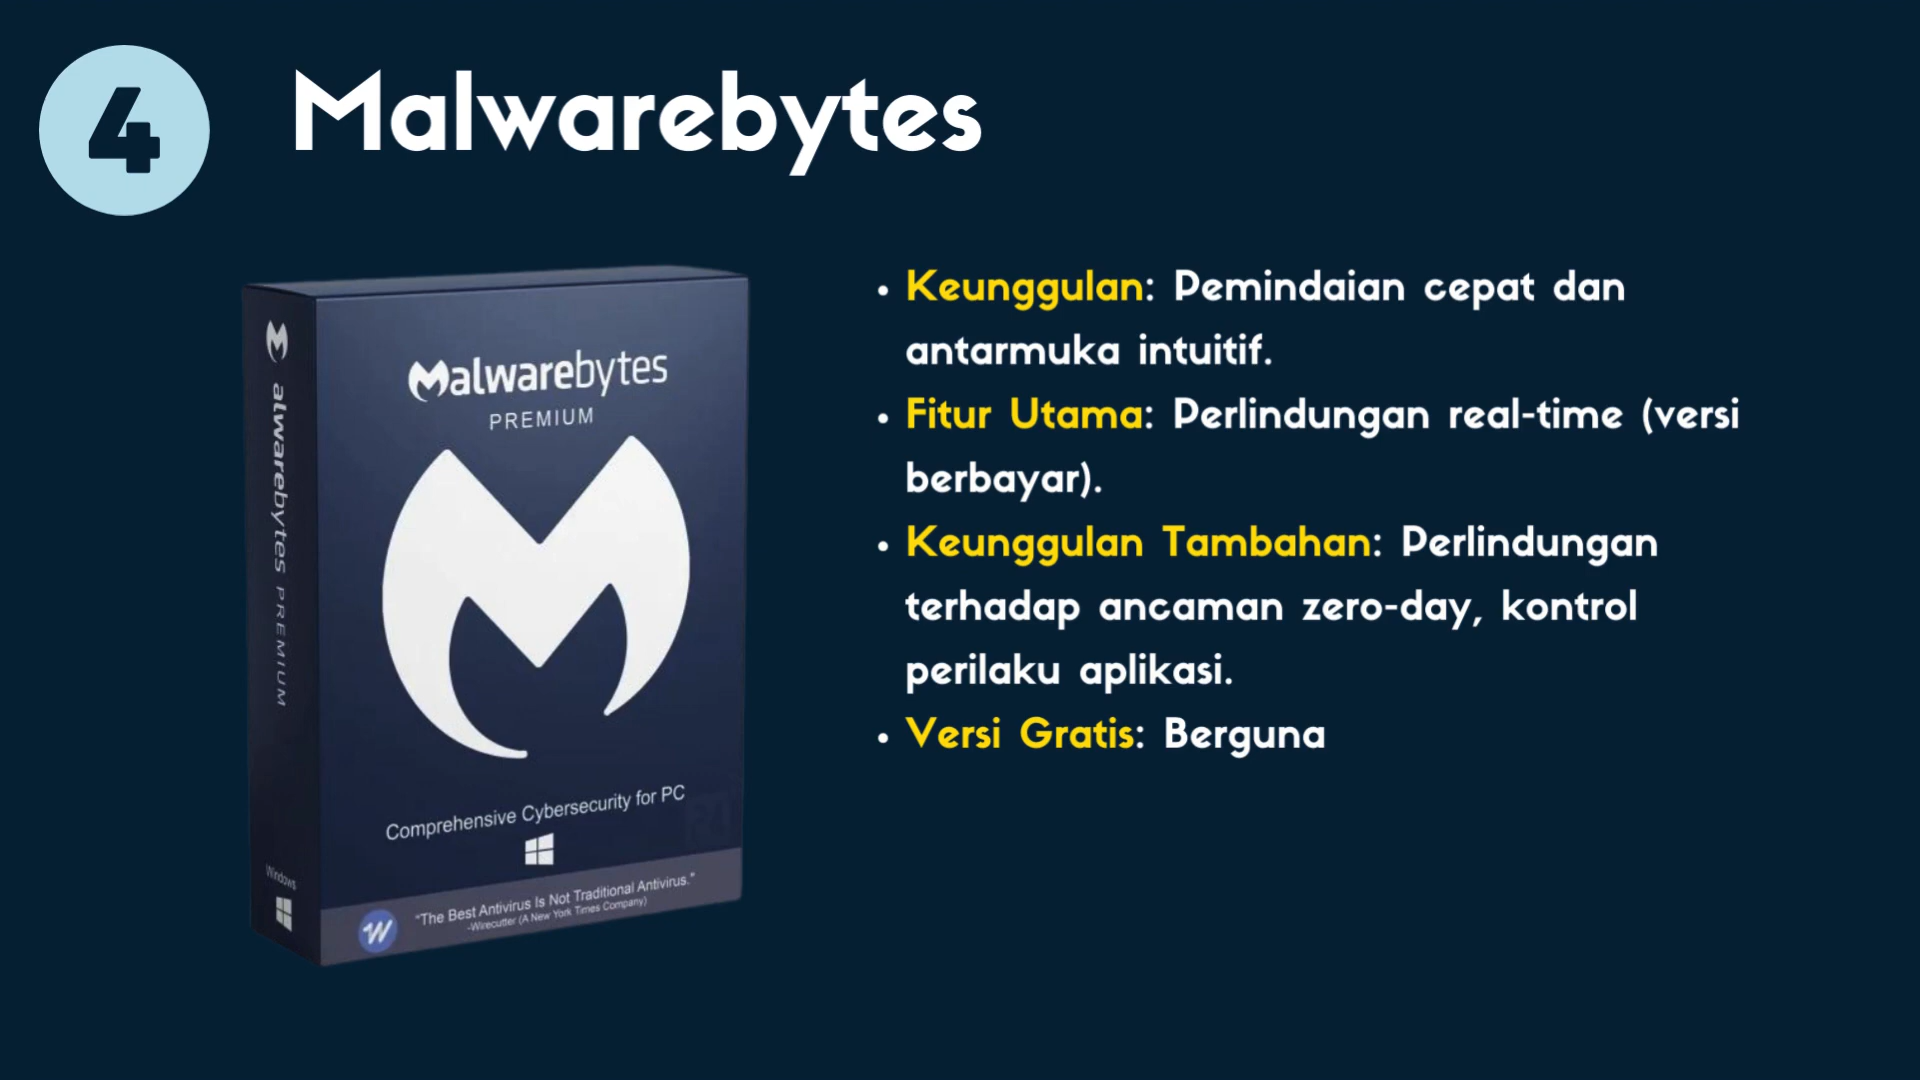 4
Malwarebytes
Malwarebytes
PREMIUM
alwarebytes PREMIUM
Comprehensive Cybersecurity for PC
Windows
"The Best Antivirus Is Not Traditional Antivirus."
-Wirecutter (A New York Times Company)
• Keunggulan: Pemindaian cepat dan
antarmuka intuitif.
• Fitur Utama: Perlindungan real-time (versi
berbayar).
• Keunggulan Tambahan: Perlindungan
terhadap ancaman zero-day, kontrol
perilaku aplikasi.
• Versi Gratis: Berguna